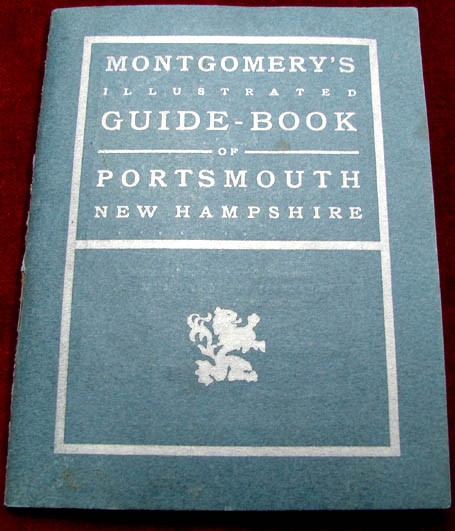 MONTGOMERY'S
ILLUSTRATED
GUIDE-BOOK
OF
PORTSMOUTH
NEW HAMPSHIRE